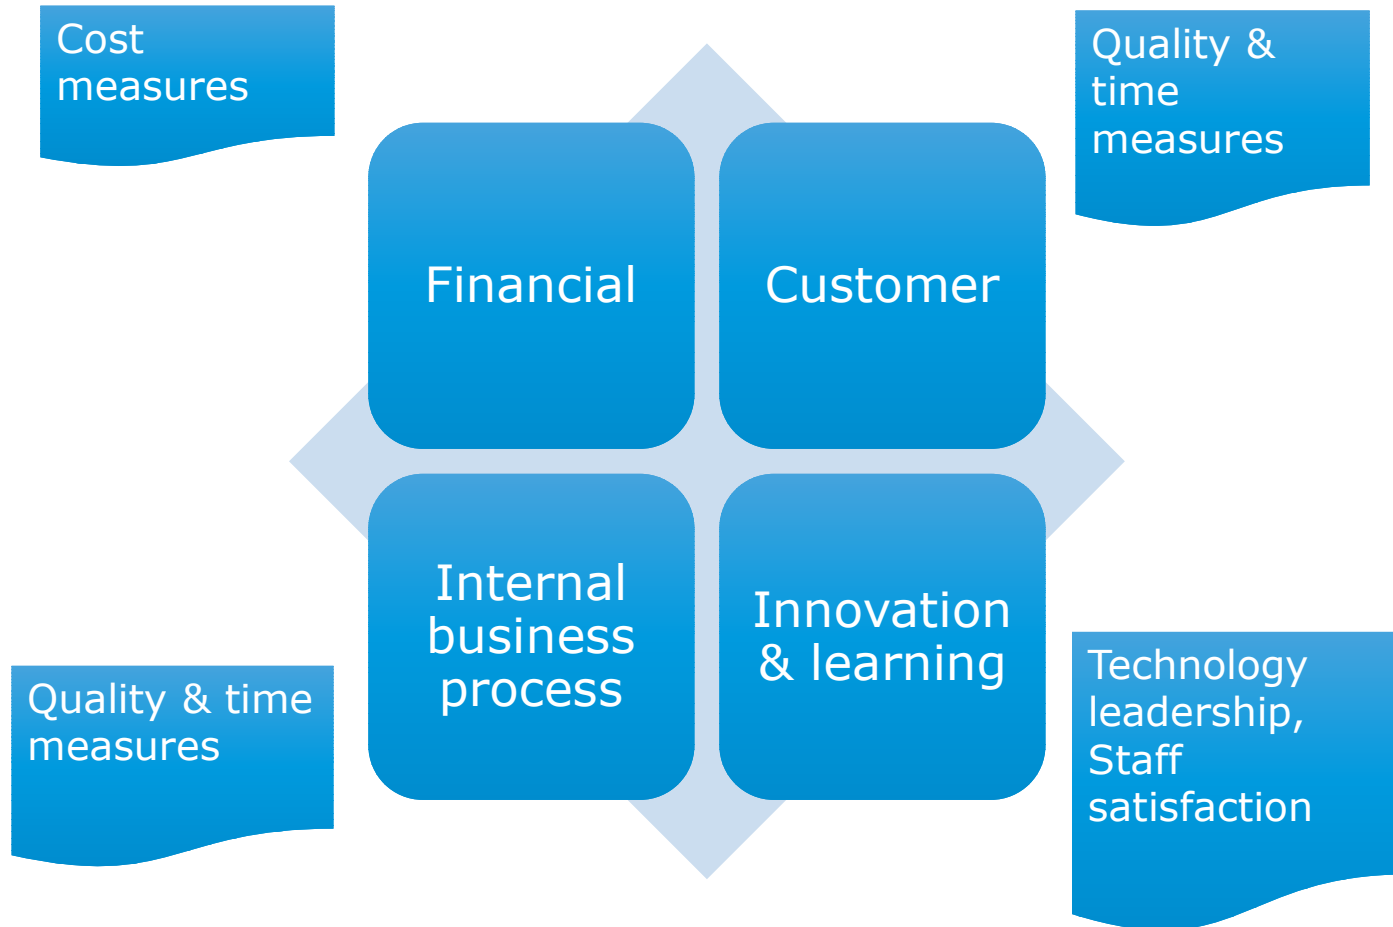 Cost
measures
Quality &
time
measures
Financial
Customer
Internal
business
process
Innovation
& learning
Quality & time
measures
Technology
leadership,
Staff
satisfaction